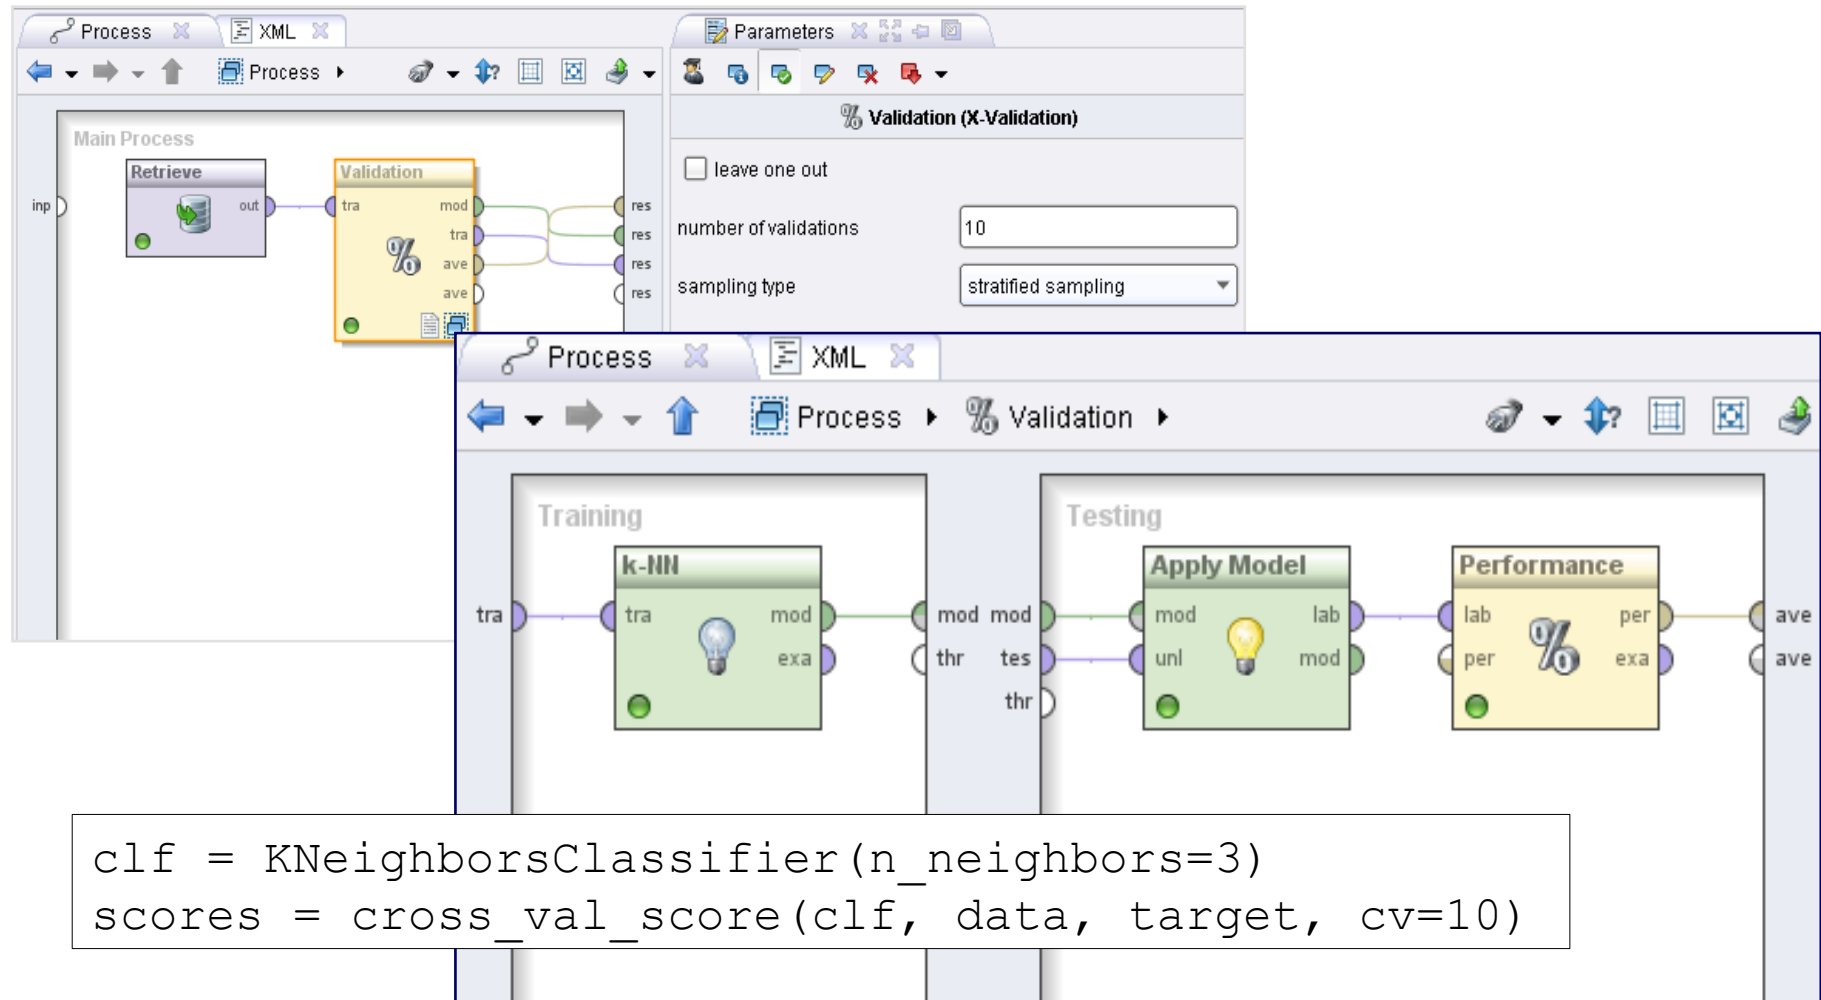 Process XML
Process
Main Process
Retrieve
out
inp
Validation
tra mod
tra
ave
ave
res
res
res
res
Parameters
Validation (X-Validation)
leave one out
number of validations 10
sampling type stratified sampling
Process XML
Process Validation
Training
k-NN
tra tra mod mod
exa thr
Testing
Apply Model
mod mod lab
tes unl mod
thr
Performance
lab per ave
per exa ave
clf = KNeighborsClassifier(n_neighbors=3)
scores = cross_val_score(clf, data, target, cv=10)